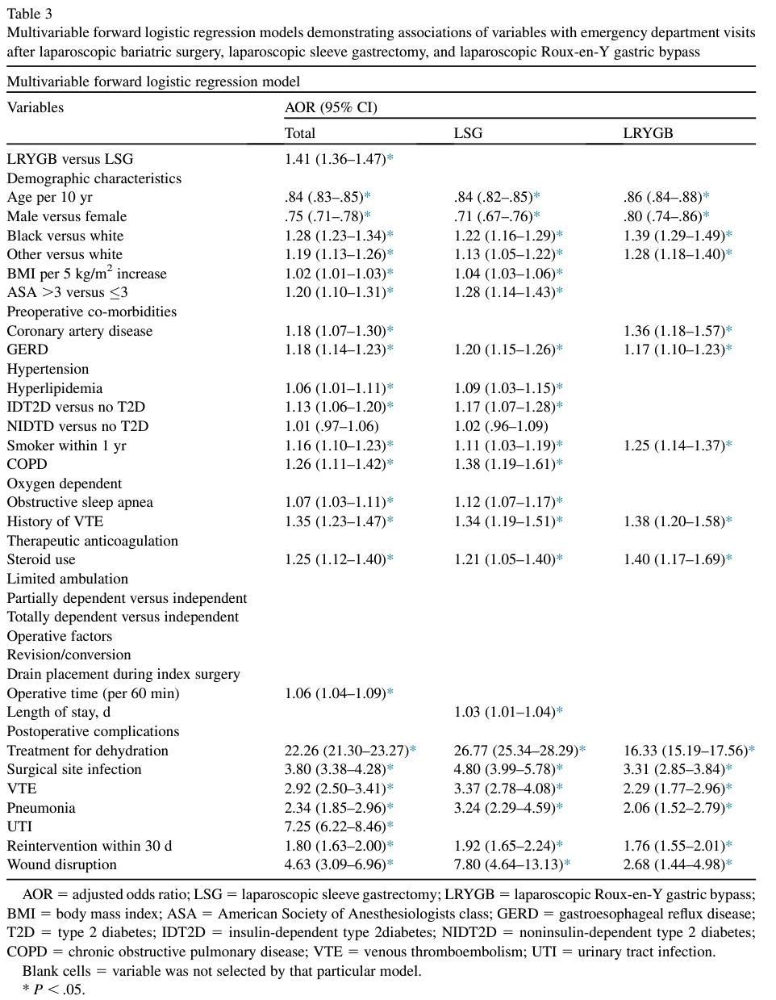 Table 3
Multivariable forward logistic regression models demonstrating associations of variables with emergency department visits
after laparoscopic bariatric surgery, laparoscopic sleeve gastrectomy, and laparoscopic Roux-en-Y gastric bypass
Multivariable forward logistic regression model
Variables AOR (95% CI)
Total LSG LRYGB
LRYGB versus LSG 1.41 (1.36–1.47)*
Demographic characteristics
Age per 10 yr .84 (.83–.85)* .84 (.82–.85)* .86 (.84–.88)*
Male versus female .75 (.71–.78)* .71 (.67–.76)* .80 (.74–.86)*
Black versus white 1.28 (1.23–1.34)* 1.22 (1.16–1.29)* 1.39 (1.29–1.49)*
Other versus white 1.19 (1.13–1.26)* 1.13 (1.05–1.22)* 1.28 (1.18–1.40)*
BMI per 5 kg/m² increase 1.02 (1.01–1.03)* 1.04 (1.03–1.06)*
ASA >3 versus ≤3 1.20 (1.10–1.31)* 1.28 (1.14–1.43)*
Preoperative co-morbidities
Coronary artery disease 1.18 (1.07–1.30)* 1.36 (1.18–1.57)*
GERD 1.18 (1.14–1.23)* 1.20 (1.15–1.26)* 1.17 (1.10–1.23)*
Hypertension
Hyperlipidemia 1.06 (1.01–1.11)* 1.09 (1.03–1.15)*
IDT2D versus no T2D 1.13 (1.06–1.20)* 1.17 (1.07–1.28)*
NIDTD versus no T2D 1.01 (.97–1.06) 1.02 (.96–1.09)
Smoker within 1 yr 1.16 (1.10–1.23)* 1.11 (1.03–1.19)* 1.25 (1.14–1.37)*
COPD 1.26 (1.11–1.42)* 1.38 (1.19–1.61)*
Oxygen dependent
Obstructive sleep apnea 1.07 (1.03–1.11)* 1.12 (1.07–1.17)*
History of VTE 1.35 (1.23–1.47)* 1.34 (1.19–1.51)* 1.38 (1.20–1.58)*
Therapeutic anticoagulation
Steroid use 1.25 (1.12–1.40)* 1.21 (1.05–1.40)* 1.40 (1.17–1.69)*
Limited ambulation
Partially dependent versus independent
Totally dependent versus independent
Operative factors
Revision/conversion
Drain placement during index surgery
Operative time (per 60 min) 1.06 (1.04–1.09)*
Length of stay, d 1.03 (1.01–1.04)*
Postoperative complications
Treatment for dehydration 22.26 (21.30–23.27)* 26.77 (25.34–28.29)* 16.33 (15.19–17.56)*
Surgical site infection 3.80 (3.38–4.28)* 4.80 (3.99–5.78)* 3.31 (2.85–3.84)*
VTE 2.92 (2.50–3.41)* 3.37 (2.78–4.08)* 2.29 (1.77–2.96)*
Pneumonia 2.34 (1.85–2.96)* 3.24 (2.29–4.59)* 2.06 (1.52–2.79)*
UTI 7.25 (6.22–8.46)*
Reintervention within 30 d 1.80 (1.63–2.00)* 1.92 (1.65–2.24)* 1.76 (1.55–2.01)*
Wound disruption 4.63 (3.09–6.96)* 7.80 (4.64–13.13)* 2.68 (1.44–4.98)*
AOR = adjusted odds ratio; LSG = laparoscopic sleeve gastrectomy; LRYGB = laparoscopic Roux-en-Y gastric bypass;
BMI = body mass index; ASA = American Society of Anesthesiologists class; GERD = gastroesophageal reflux disease;
T2D = type 2 diabetes; IDT2D = insulin-dependent type 2diabetes; NIDT2D = noninsulin-dependent type 2 diabetes;
COPD = chronic obstructive pulmonary disease; VTE = venous thromboembolism; UTI = urinary tract infection.
Blank cells = variable was not selected by that particular model.
* P < .05.